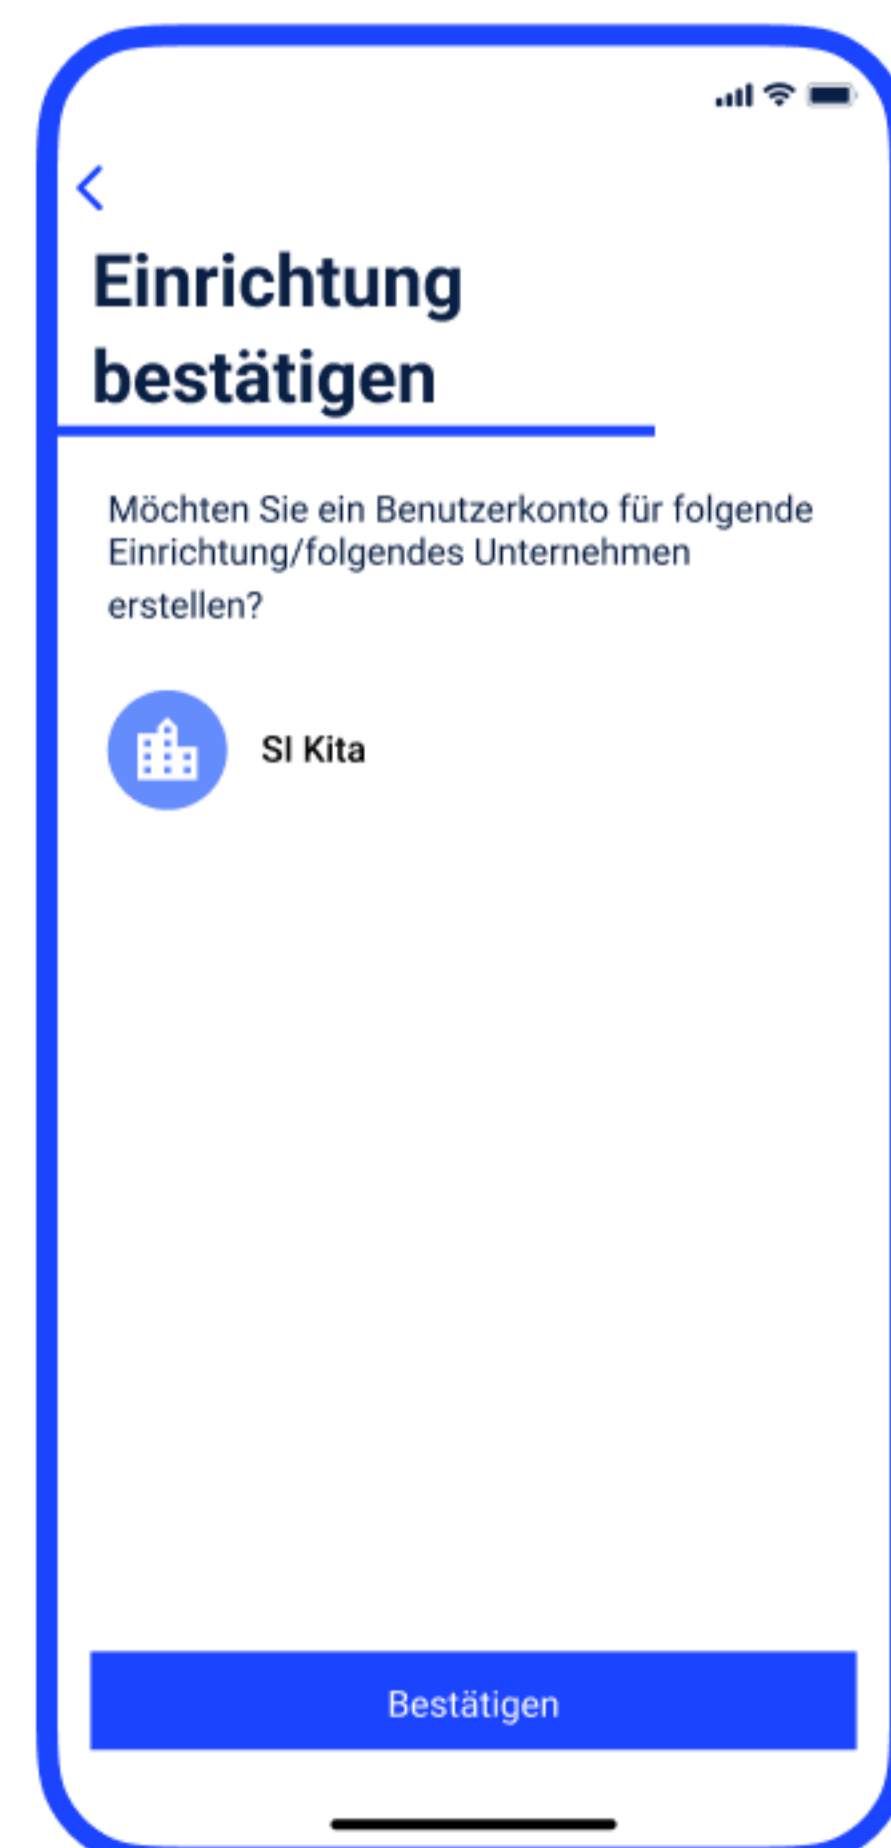 Einrichtung
bestätigen
Möchten Sie ein Benutzerkonto für folgende
Einrichtung/folgendes Unternehmen
erstellen?
SI Kita
Bestätigen